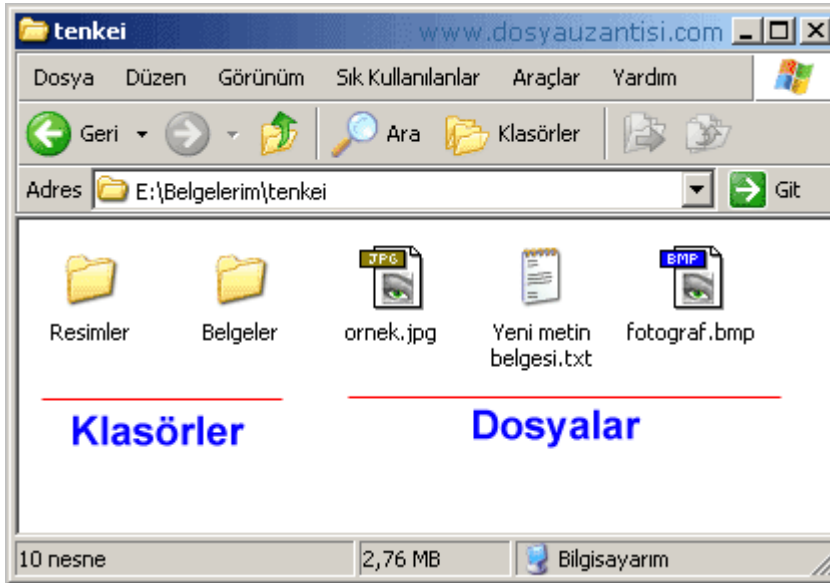 tenkei
www.dosyauzantisi.com
Dosya Düzen Görünüm Sık Kullanılanlar Araçlar Yardım
Geri Ara Klasörler
Adres E:\Belgelerim\tenkei Git
JPG BMP
Resimler Belgeler ornek.jpg Yeni metin fotograf.bmp
belgesi.txt
Klasörler Dosyalar
10 nesne 2,76 MB Bilgisayarım